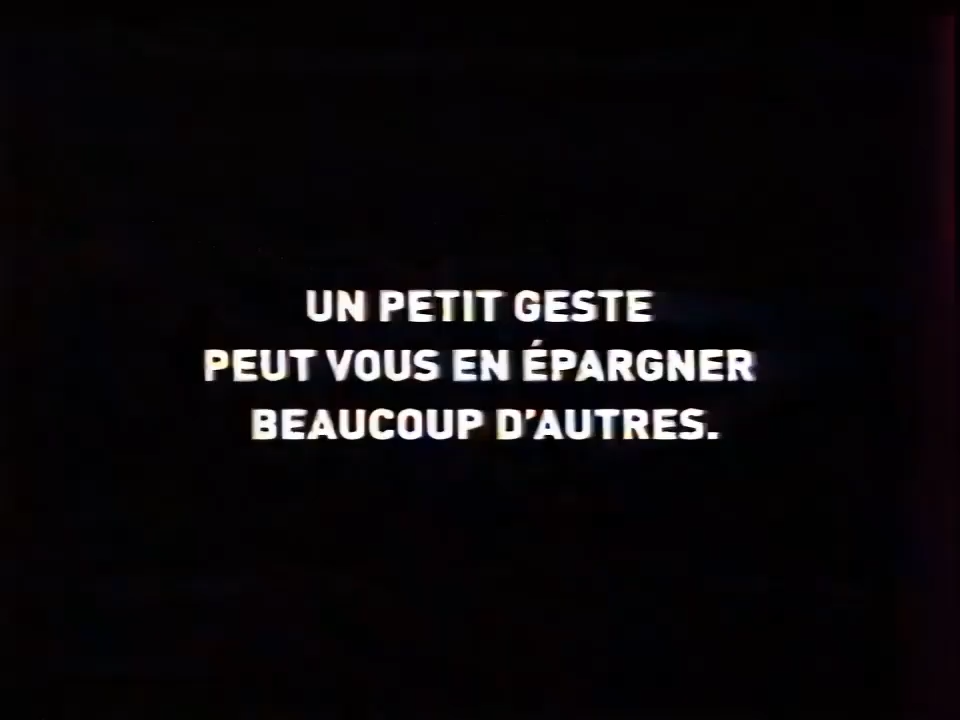 UN PETIT GESTE
PEUT VOUS EN ÉPARGNER
BEAUCOUP D'AUTRES.